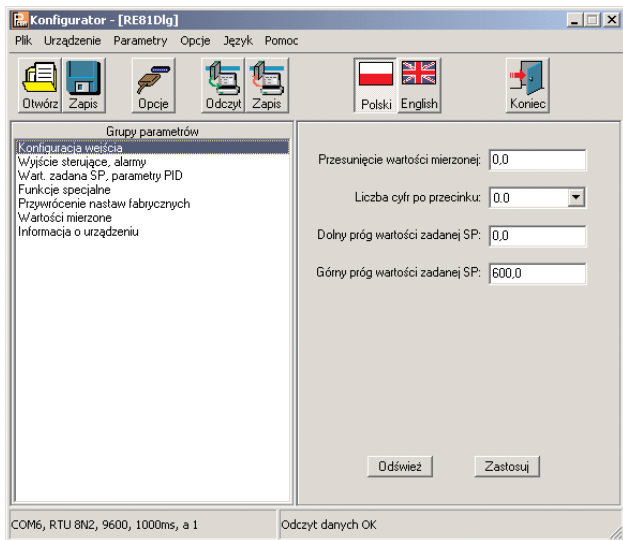 Konfigurator - [RE81Dlg]
Plik Urządzenie Parametry Opcje Język Pomoc
Otwórz Zapis Opcje Odczyt Zapis Polski English Koniec
Grupy parametrów
Konfiguracja wejścia
Wyjście sterujące, alarmy
Wart. zadana SP, parametry PID
Funkcje specjalne
Przywrócenie nastaw fabrycznych
Wartości mierzone
Informacja o urządzeniu
Przesunięcie wartości mierzonej: 0,0
Liczba cyfr po przecinku: 0.0
Dolny próg wartości zadanej SP: 0,0
Górny próg wartości zadanej SP: 600,0
Odśwież Zastosuj
COM6, RTU 8N2, 9600, 1000ms, a 1 Odczyt danych OK